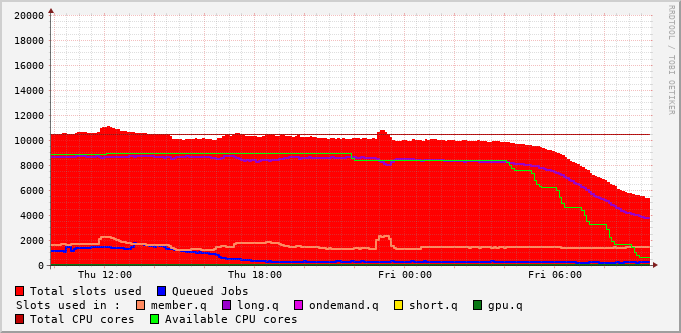 20000
18000
16000
14000
12000
10000
8000
6000
4000
2000
0
Thu 12:00 Thu 18:00 Fri 00:00 Fri 06:00
RRDTOOL / TOBI OETIKER
Total slots used Queued Jobs
Slots used in : member.q long.q ondemand.q short.q gpu.q
Total CPU cores Available CPU cores